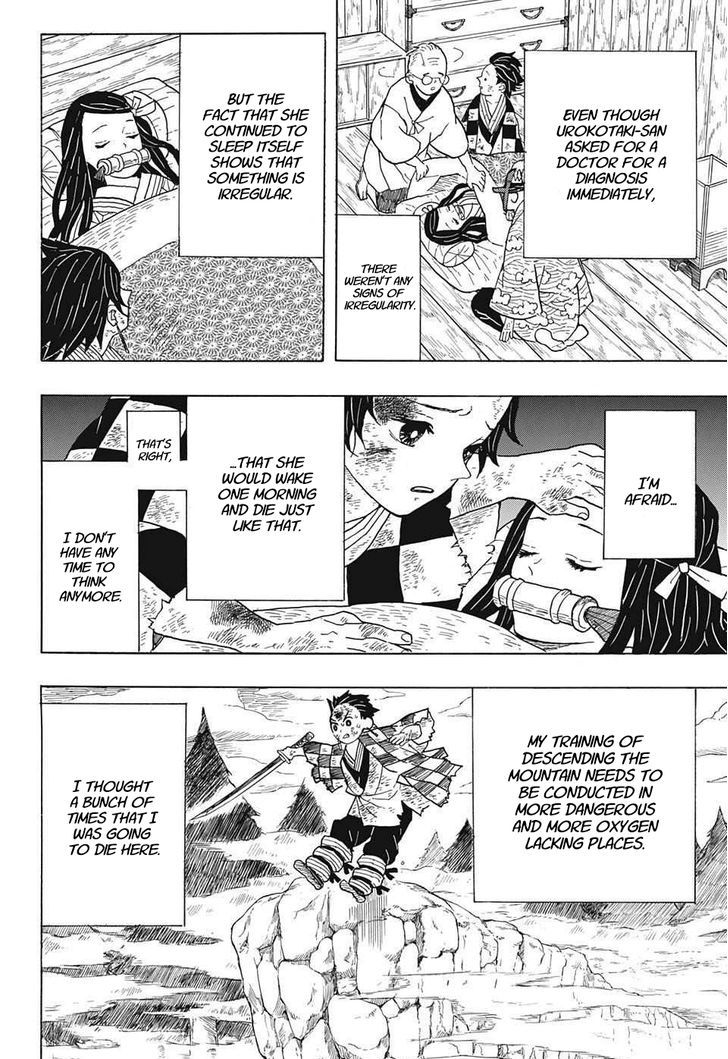 EVEN THOUGH
UROKOTAKI-SAN
ASKED FOR A
DOCTOR FOR A
DIAGNOSIS
IMMEDIATELY,
THERE
WEREN'T ANY
SIGNS OF
IRREGULARITY.
BUT THE
FACT THAT SHE
CONTINUED TO
SLEEP ITSELF
SHOWS THAT
SOMETHING IS
IRREGULAR.
I'M
AFRAID...
...THAT SHE
WOULD WAKE
ONE MORNING
AND DIE JUST
LIKE THAT.
THAT'S
RIGHT,
I DON'T
HAVE ANY
TIME TO
THINK
ANYMORE.
MY TRAINING OF
DESCENDING THE
MOUNTAIN NEEDS TO
BE CONDUCTED IN
MORE DANGEROUS
AND MORE OXYGEN
LACKING PLACES.
I THOUGHT
A BUNCH OF
TIMES THAT I
WAS GOING
TO DIE HERE.